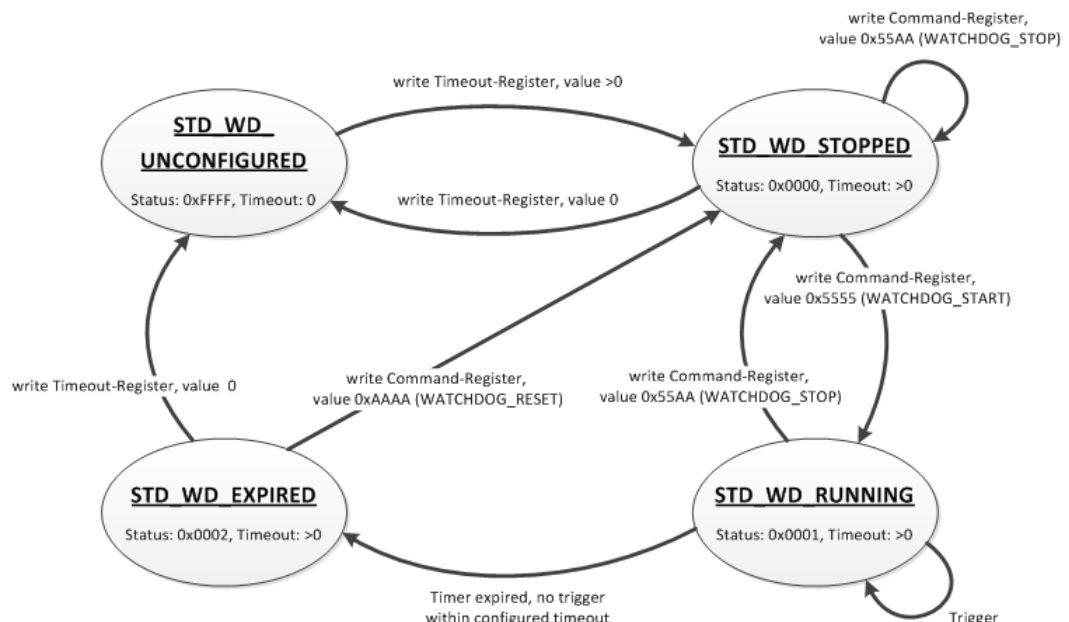 write Command-Register,
value 0x55AA (WATCHDOG_STOP)
write Timeout-Register, value >0
STD_WD_
UNCONFIGURED
Status: 0xFFFF, Timeout: 0
STD_WD_STOPPED
Status: 0x0000, Timeout: >0
write Timeout-Register, value 0
write Command-Register,
value 0x5555 (WATCHDOG_START)
write Timeout-Register, value  0
write Command-Register,
value 0xAAAA (WATCHDOG_RESET)
write Command-Register,
value 0x55AA (WATCHDOG_STOP)
STD_WD_EXPIRED
Status: 0x0002, Timeout: >0
STD_WD_RUNNING
Status: 0x0001, Timeout: >0
Timer expired, no trigger
within configured timeout
Trigger